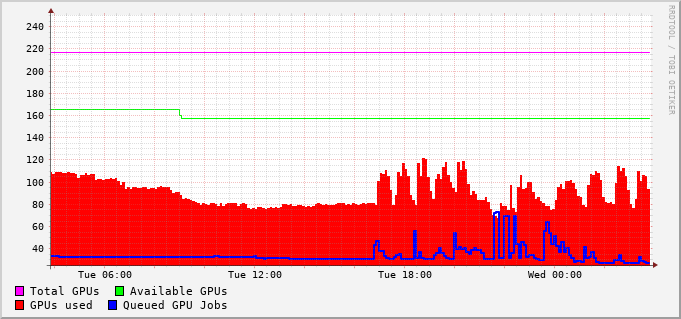 240
220
200
180
160
140
120
100
80
60
40
Tue 06:00 Tue 12:00 Tue 18:00 Wed 00:00
Total GPUs Available GPUs
GPUs used Queued GPU Jobs
RRDTOOL / TOBI OETIKER